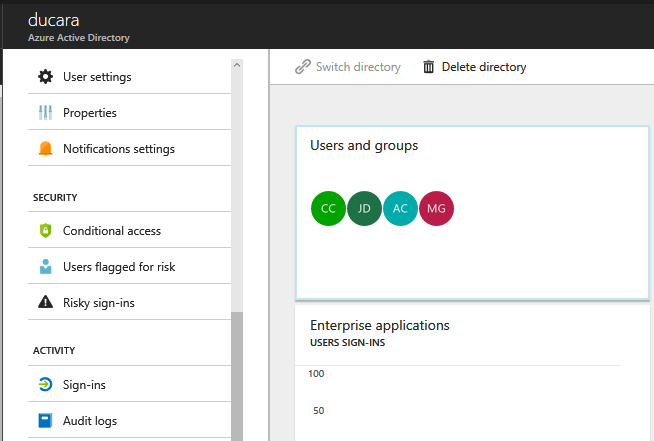 ducara
Azure Active Directory
User settings
Properties
Notifications settings
SECURITY
Conditional access
Users flagged for risk
Risky sign-ins
ACTIVITY
Sign-ins
Audit logs
Switch directory
Delete directory
Users and groups
CC JD AC MG
Enterprise applications
USERS SIGN-INS
100
50